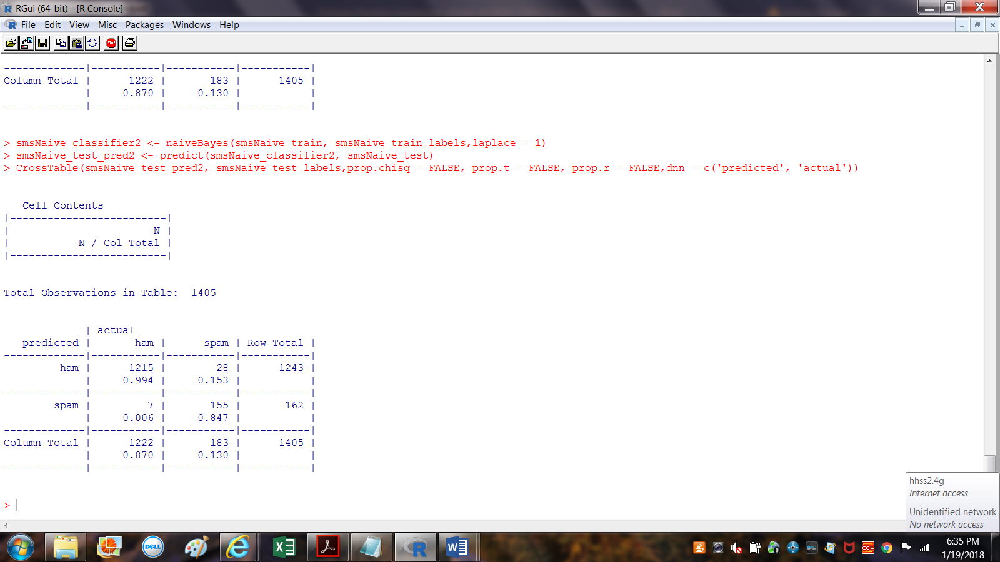 RGui (64-bit) - [R Console]
File Edit View Misc Packages Windows Help
STOP
-------------|-----------|-----------|-----------|
Column Total |      1222 |       183 |      1405 |
             |     0.870 |     0.130 |           |
-------------|-----------|-----------|-----------|
> smsNaive_classifier2 <- naiveBayes(smsNaive_train, smsNaive_train_labels,laplace = 1)
> smsNaive_test_pred2 <- predict(smsNaive_classifier2, smsNaive_test)
> CrossTable(smsNaive_test_pred2, smsNaive_test_labels,prop.chisq = FALSE, prop.t = FALSE, prop.r = FALSE,dnn = c('predicted', 'actual'))
   Cell Contents
|-------------------------|
|                       N |
|           N / Col Total |
|-------------------------|
Total Observations in Table:  1405
             | actual
   predicted |       ham |      spam | Row Total |
-------------|-----------|-----------|-----------|
         ham |      1215 |        28 |      1243 |
             |     0.994 |     0.153 |           |
-------------|-----------|-----------|-----------|
        spam |         7 |       155 |       162 |
             |     0.006 |     0.847 |           |
-------------|-----------|-----------|-----------|
Column Total |      1222 |       183 |      1405 |
             |     0.870 |     0.130 |           |
-------------|-----------|-----------|-----------|
>
hhss2.4g
Internet access
Unidentified network
No network access
DELL
6:35 PM
1/19/2018